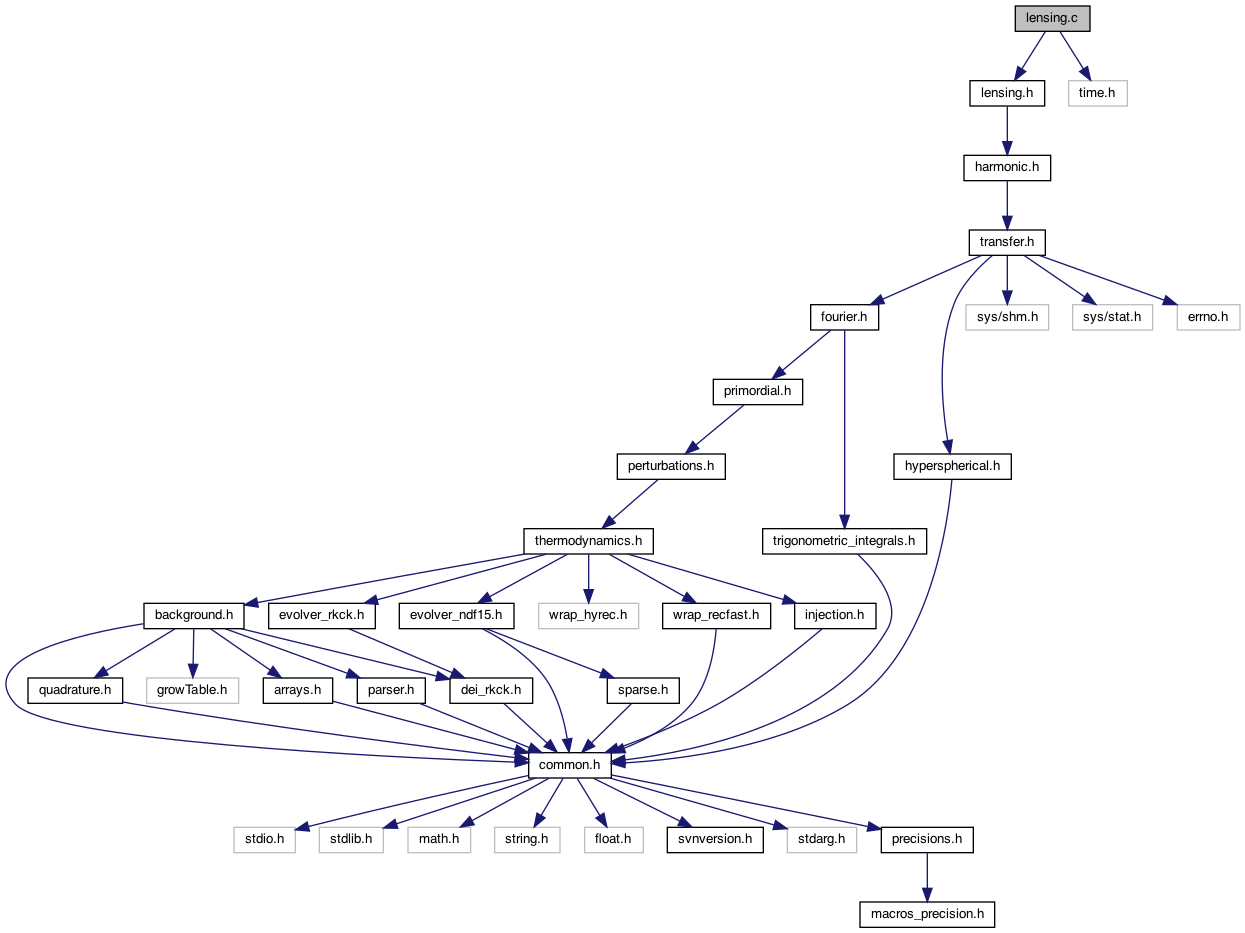 lensing.c
lensing.h
time.h
harmonic.h
transfer.h
fourier.h
sys/shm.h
sys/stat.h
errno.h
primordial.h
perturbations.h
hyperspherical.h
thermodynamics.h
trigonometric_integrals.h
background.h
evolver_rkck.h
evolver_ndf15.h
wrap_hyrec.h
wrap_recfast.h
injection.h
quadrature.h
growTable.h
arrays.h
parser.h
dei_rkck.h
sparse.h
common.h
stdio.h
stdlib.h
math.h
string.h
float.h
svnversion.h
stdarg.h
precisions.h
macros_precision.h